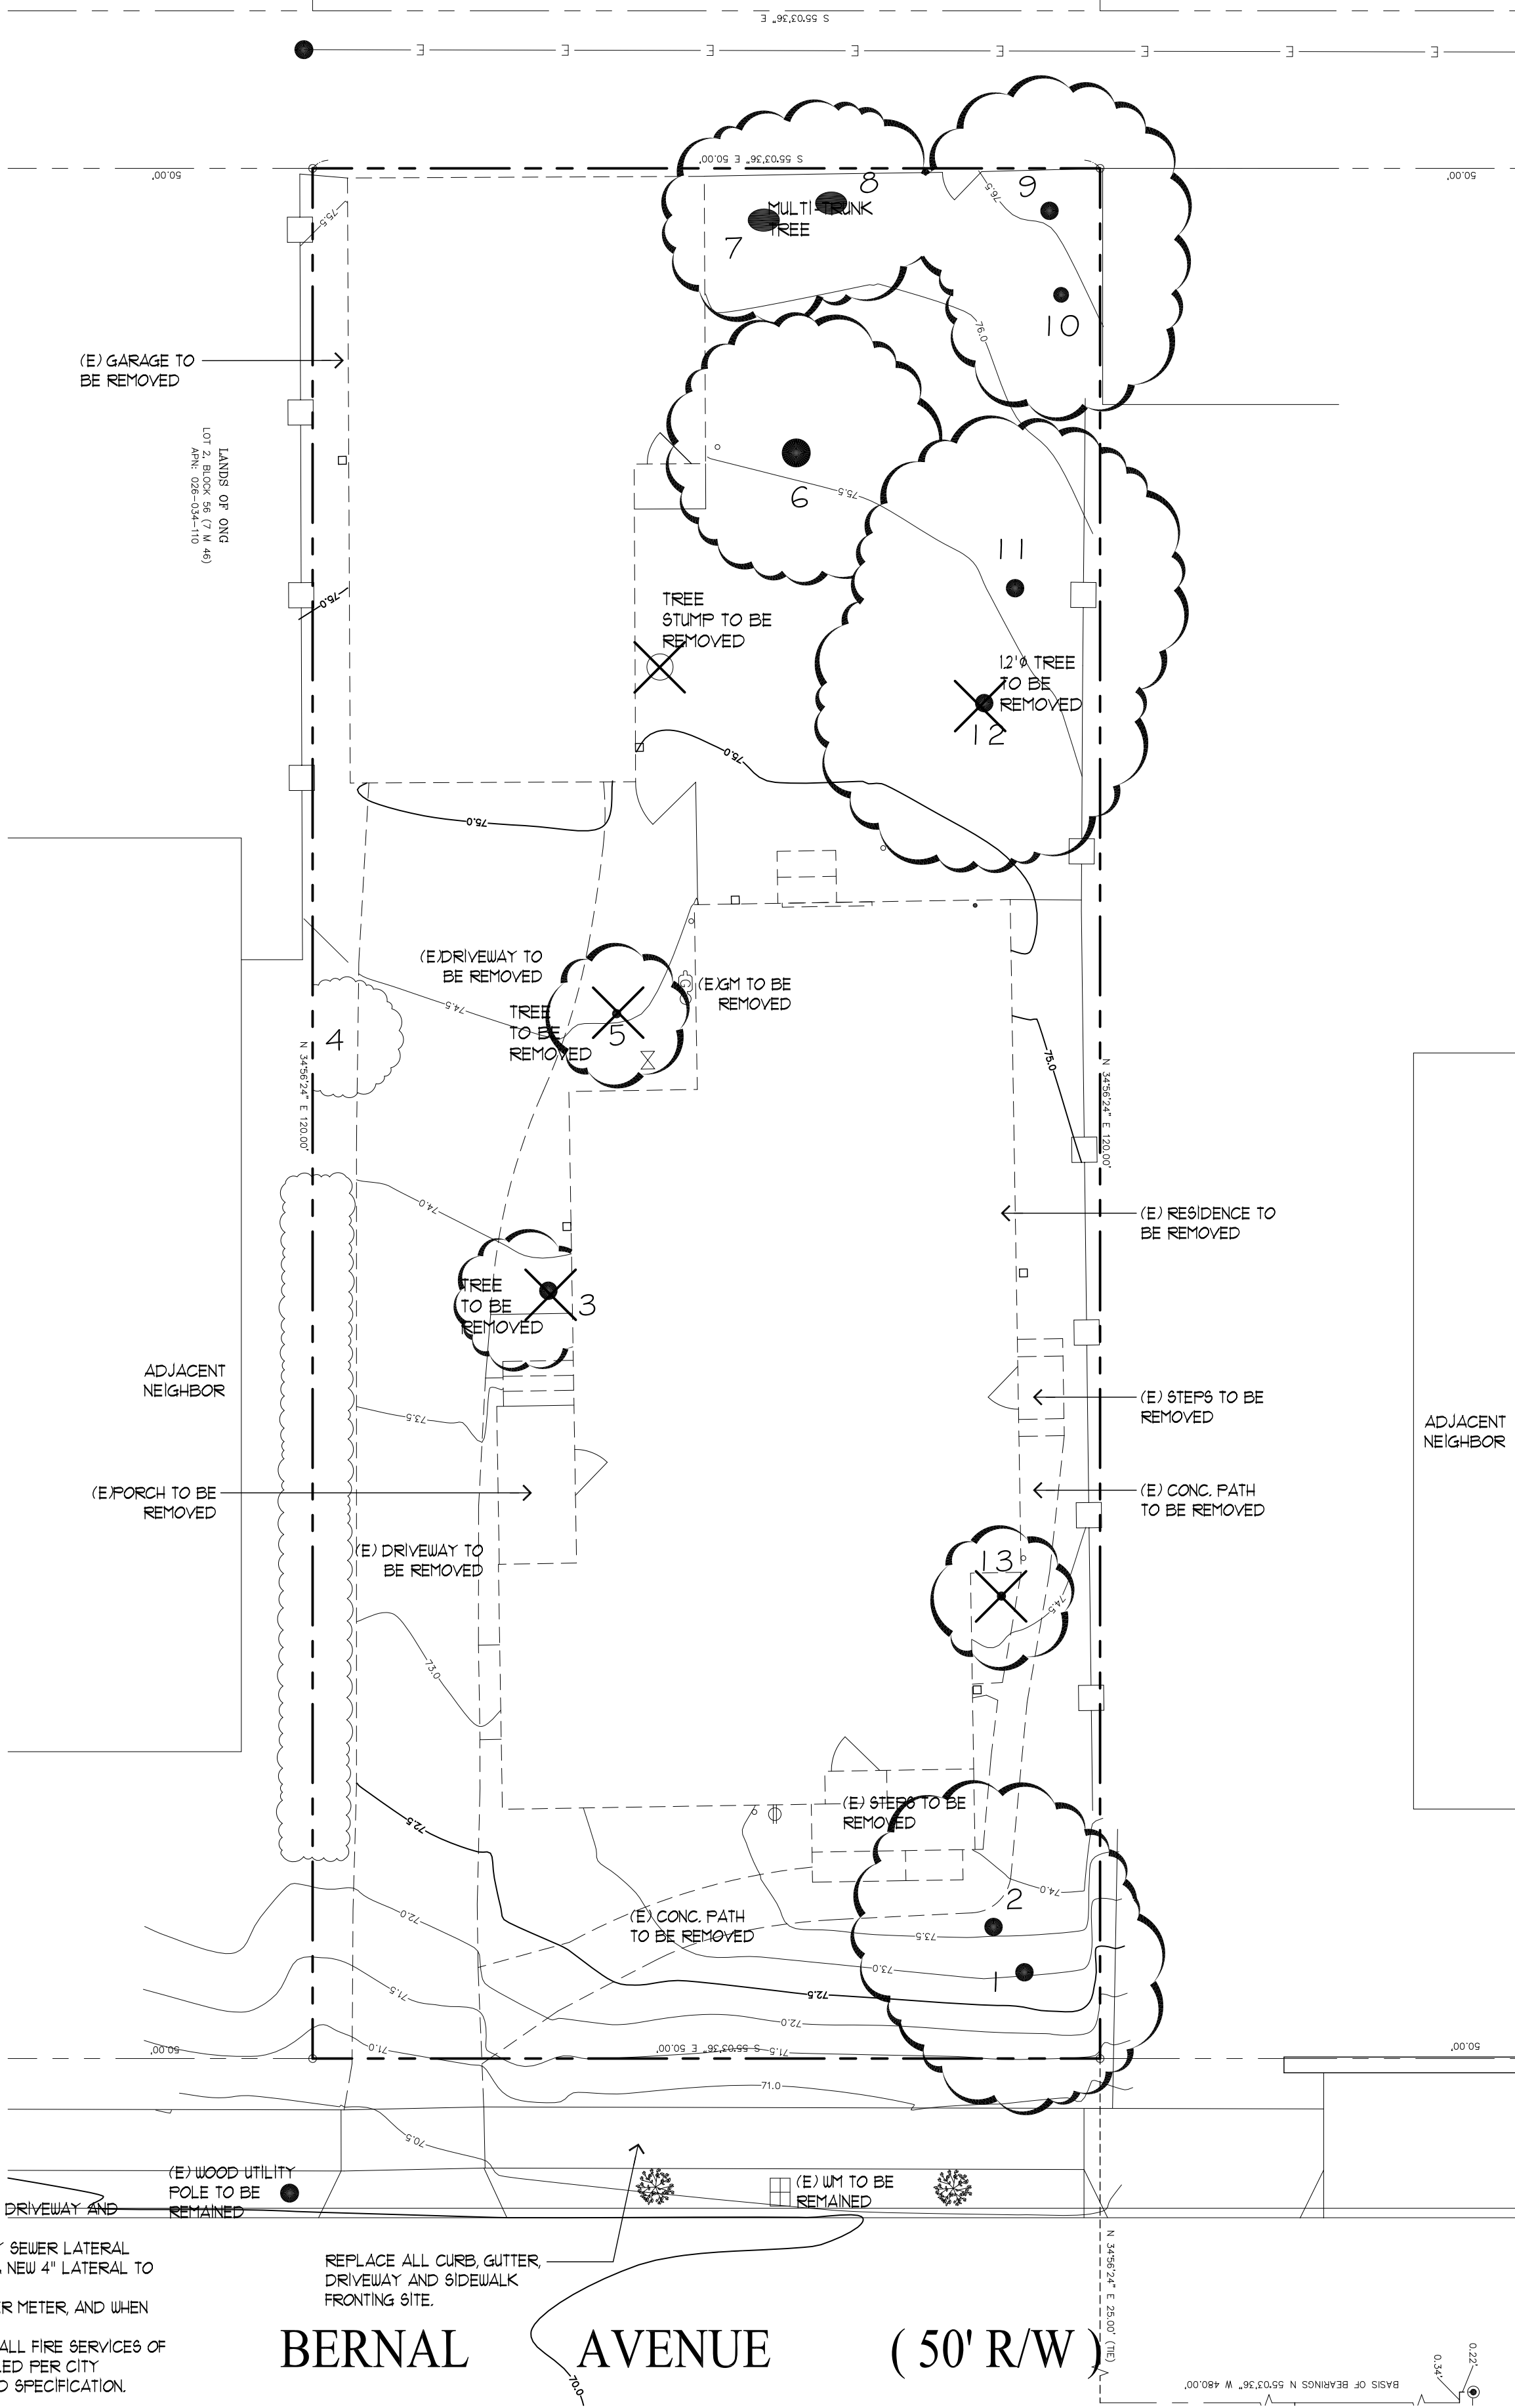 S 55°03'36" E
E E E E E E E E
S 55°03'36" E 50.00'
50.00'
50.00'
8
9
MULTI-TRUNK
TREE
7
76.5
75.5
10
76.0
(E) GARAGE TO
BE REMOVED
LANDS OF ONG
LOT 2, BLOCK 56 (7 M 46)
APN: 026-034-110
6
75.5
11
75.0
TREE
STUMP TO BE
REMOVED
12'Ø TREE
TO BE
REMOVED
12
75.0
75.0
(E)DRIVEWAY TO
BE REMOVED
(E)GM TO BE
REMOVED
74.5
TREE
TO BE
REMOVED
5
4
N 34°56'24" E 120.00'
75.0
N 34°56'24" E 120.00'
74.0
(E) RESIDENCE TO
BE REMOVED
TREE
TO BE
REMOVED
3
ADJACENT
NEIGHBOR
(E) STEPS TO BE
REMOVED
ADJACENT
NEIGHBOR
73.5
(E)PORCH TO BE
REMOVED
(E) CONC. PATH
TO BE REMOVED
(E) DRIVEWAY TO
BE REMOVED
13
74.5
73.0
(E) STEPS TO BE
REMOVED
72.5
2
74.0
72.0
(E) CONC. PATH
TO BE REMOVED
73.5
73.0
1
71.5
72.5
72.0
71.0
50.00'
S 55°03'36" E 50.00'
71.5
50.00'
71.0
70.5
(E) WOOD UTILITY
POLE TO BE
REMAINED
(E) WM TO BE
REMAINED
DRIVEWAY AND
SEWER LATERAL
NEW 4" LATERAL TO
METER, AND WHEN
ALL FIRE SERVICES OF
PER CITY
SPECIFICATION.
REPLACE ALL CURB, GUTTER,
DRIVEWAY AND SIDEWALK
FRONTING SITE.
N 34°56'24" E 25.00' (TIE)
BERNAL AVENUE ( 50' R/W )
70.0
BASIS OF BEARINGS N 55°03'36" W 480.00'
0.34'
0.22'